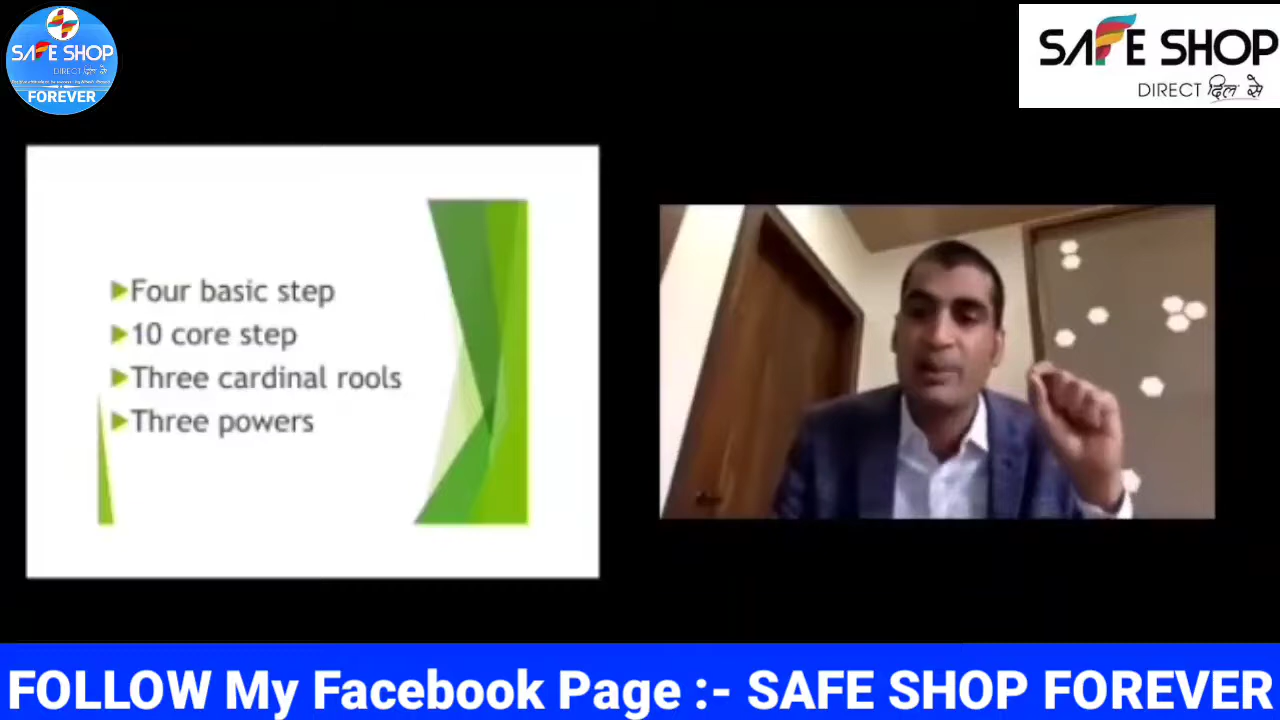 SAFE SHOP
DIRECT दिल से
FOREVER
SAFE SHOP
DIRECT दिल से
Four basic step
10 core step
Three cardinal rools
Three powers
FOLLOW My Facebook Page :- SAFE SHOP FOREVER